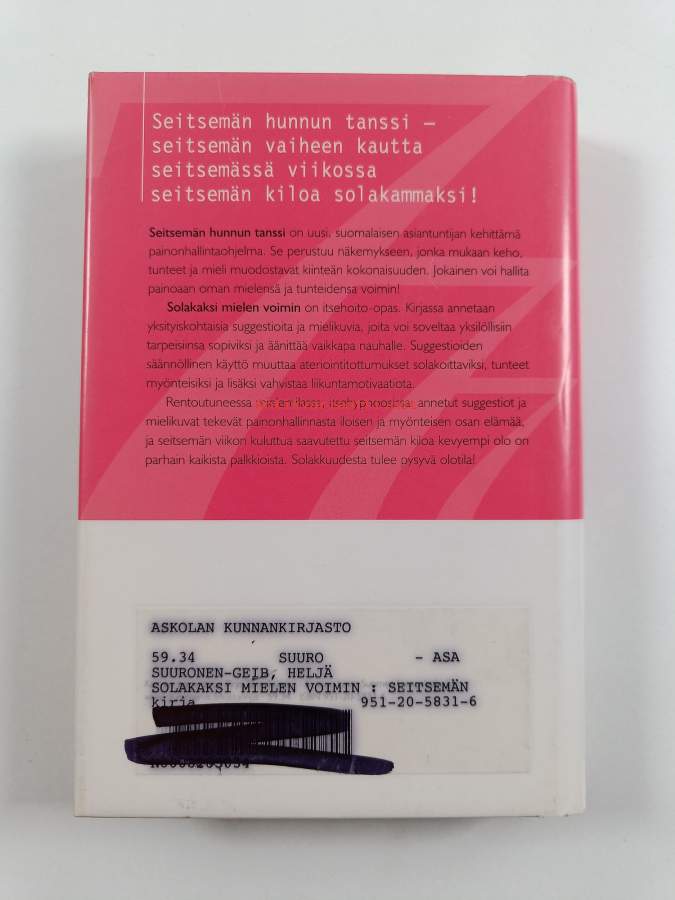 Seitsemän hunnun tanssi –
seitsemän vaiheen kautta
seitsemässä viikossa
seitsemän kiloa solakammaksi!
Seitsemän hunnun tanssi on uusi, suomalaisen asiantuntijan kehittämä
painonhallintaohjelma. Se perustuu näkemykseen, jonka mukaan keho,
tunteet ja mieli muodostavat kiinteän kokonaisuuden. Jokainen voi hallita
painoaan oman mielensä ja tunteidensa voimin!
Solakaksi mielen voimin on itsehoito-opas. Kirjassa annetaan
yksityiskohtaisia suggestioita ja mielikuvia, joita voi soveltaa yksilöllisiin
tarpeisiinsa sopiviksi ja äänittää vaikkapa nauhalle. Suggestioiden
säännöllinen käyttö muuttaa ateriointitottumukset solakoittaviksi, tunteet
myönteisiksi ja lisäksi vahvistaa liikuntamotivaatiota.
Rentoutuneessa mielentilassa, itsehypnoosissa, annetut suggestiot ja
mielikuvat tekevät painonhallinnasta iloisen ja myönteisen osan elämää,
ja seitsemän viikon kuluttua saavutettu seitsemän kiloa kevyempi olo on
parhain kaikista palkkioista. Solakkuudesta tulee pysyvä olotila!
ASKOLAN KUNNANKIRJASTO
59.34 SUURO - ASA
SUURONEN-GEIB, HELJÄ
SOLAKAKSI MIELEN VOIMIN : SEITSEMÄN
kirja 951-20-5831-6